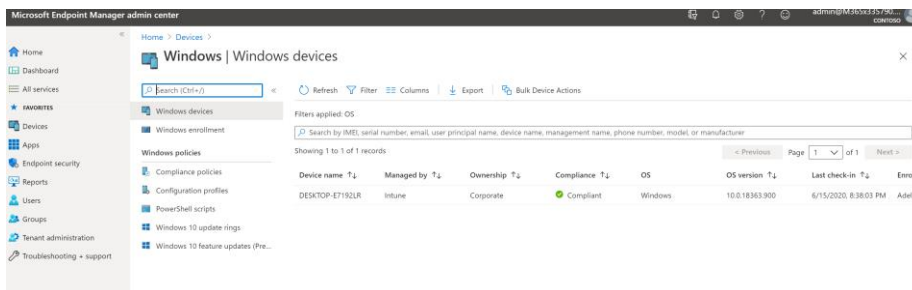 Microsoft Endpoint Manager admin center
admin@M365x335790....
CONTOSO
Home
Dashboard
All services
FAVORITES
Devices
Apps
Endpoint security
Reports
Users
Groups
Tenant administration
Troubleshooting + support
Home > Devices >
Windows | Windows devices
Search (Ctrl+/)
Windows devices
Windows enrollment
Windows policies
Compliance policies
Configuration profiles
PowerShell scripts
Windows 10 update rings
Windows 10 feature updates (Pre...
Refresh Filter Columns Export Bulk Device Actions
Filters applied: OS
Search by IMEI, serial number, email, user principal name, device name, management name, phone number, model, or manufacturer
Showing 1 to 1 of 1 records
< Previous Page 1 of 1 Next >
Device name ↑↓ Managed by ↑↓ Ownership ↑↓ Compliance ↑↓ OS OS version ↑↓ Last check-in ↑↓ Enro
DESKTOP-E7192LR Intune Corporate Compliant Windows 10.0.18363.900 6/15/2020, 8:38:03 PM Adel